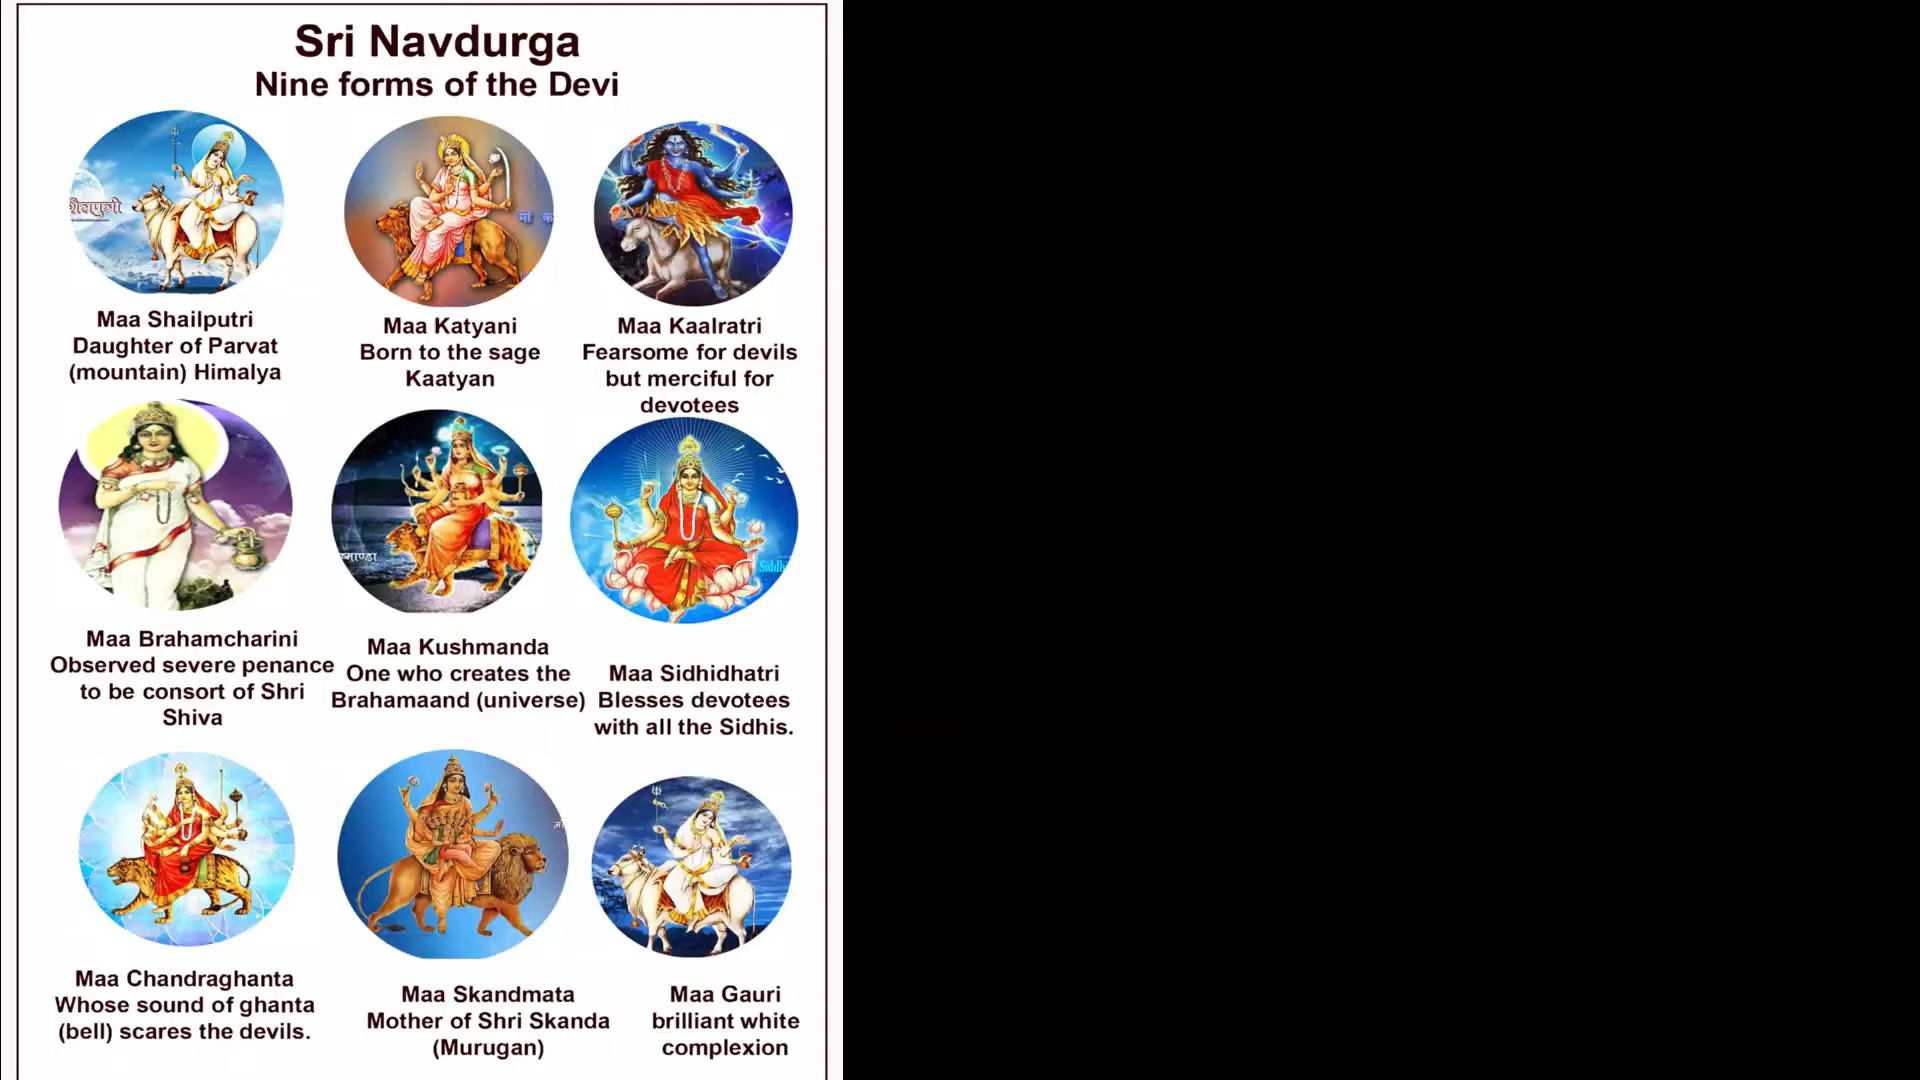 Sri Navdurga
Nine forms of the Devi
शैलपुत्री
मां का
Maa Shailputri
Daughter of Parvat
(mountain) Himalya
Maa Katyani
Born to the sage
Kaatyan
Maa Kaalratri
Fearsome for devils
but merciful for
devotees
ष्माण्डा
Siddhi
Maa Brahamcharini
Observed severe penance
to be consort of Shri
Shiva
Maa Kushmanda
One who creates the
Brahamaand (universe)
Maa Sidhidhatri
Blesses devotees
with all the Sidhis.
Maa Chandraghanta
Whose sound of ghanta
(bell) scares the devils.
Maa Skandmata
Mother of Shri Skanda
(Murugan)
Maa Gauri
brilliant white
complexion